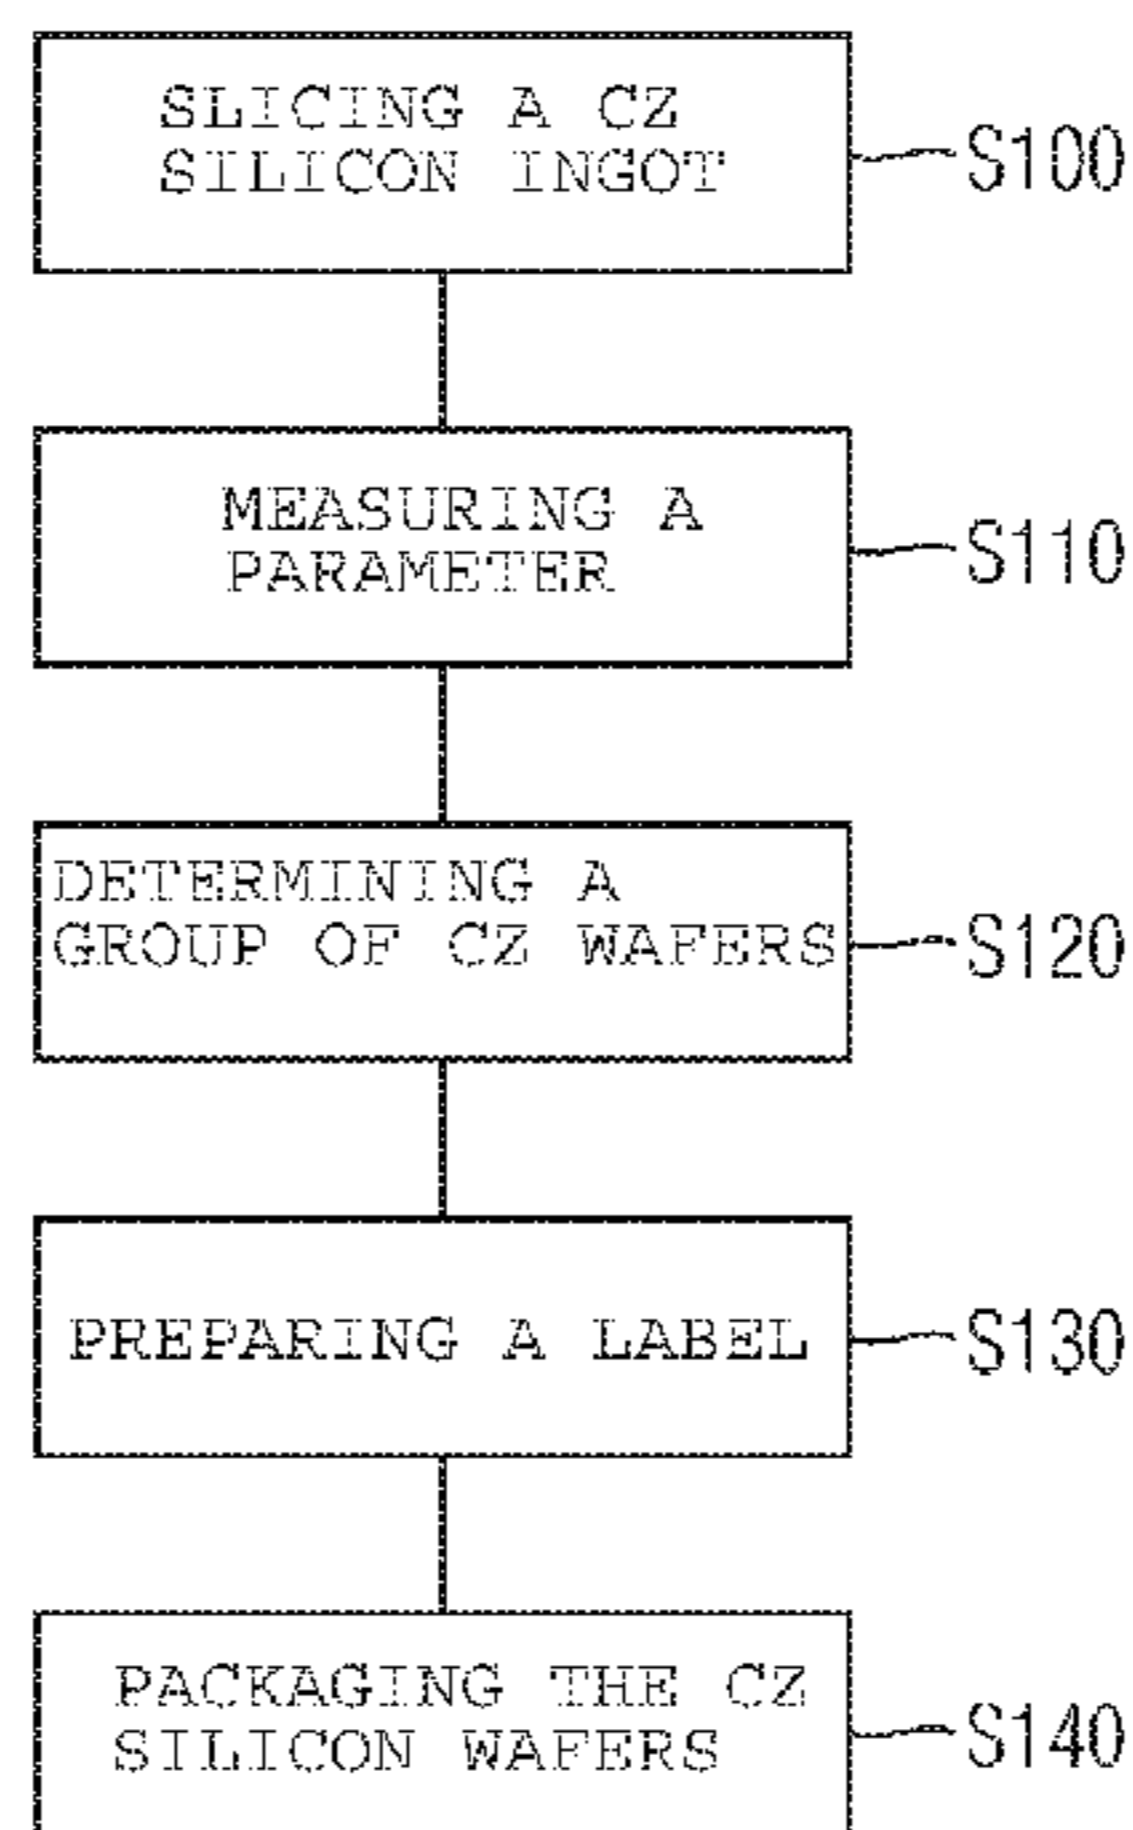 SLICING A CZ
SILICON INGOT
S100
MEASURING A
PARAMETER
S110
DETERMINING A
GROUP OF CZ WAFERS
S120
PREPARING A LABEL
S130
PACKAGING THE CZ
SILICON WAFERS
S140